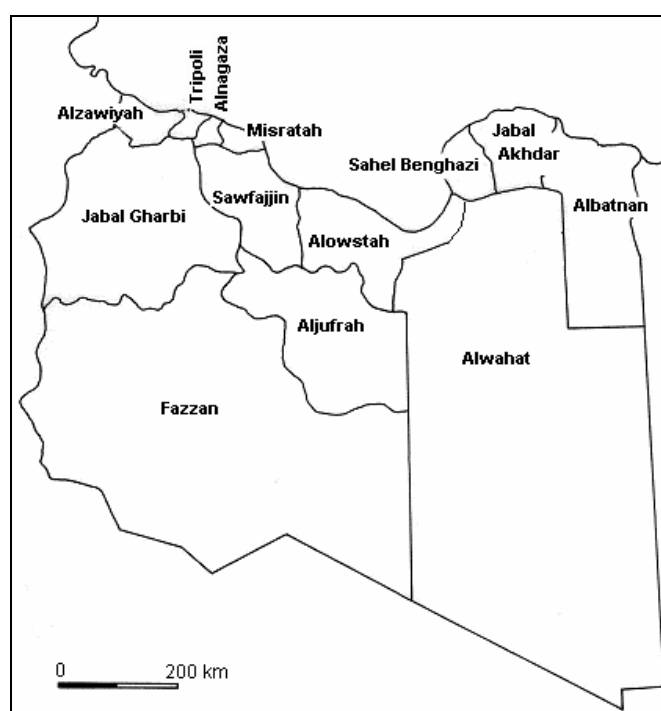 Tripoli
Alnagaza
Alzawiyah
Misratah
Jabal
Akhdar
Sahel Benghazi
Sawfajjin
Albatnan
Jabal Gharbi
Alowstah
Aljufrah
Alwahat
Fazzan
0 200 km